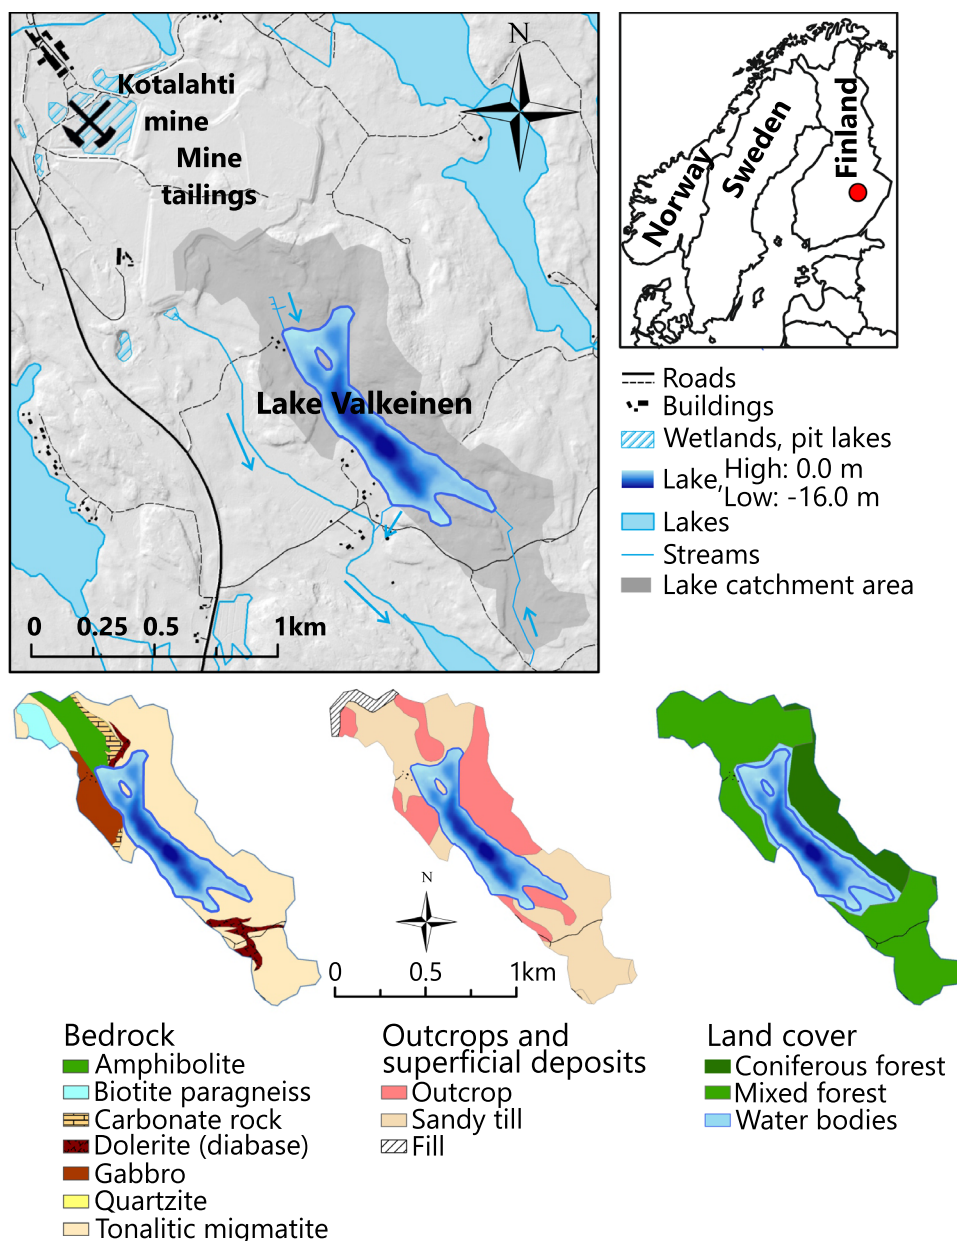 N
Kotalahti
mine
Mine
tailings
Lake Valkeinen
0 0.25 0.5 1km
Norway
Sweden
Finland
Roads
Buildings
Wetlands, pit lakes
Lake, High: 0.0 m
Low: -16.0 m
Lakes
Streams
Lake catchment area
N
0 0.5 1km
Bedrock
Amphibolite
Biotite paragneiss
Carbonate rock
Dolerite (diabase)
Gabbro
Quartzite
Tonalitic migmatite
Outcrops and
superficial deposits
Outcrop
Sandy till
Fill
Land cover
Coniferous forest
Mixed forest
Water bodies